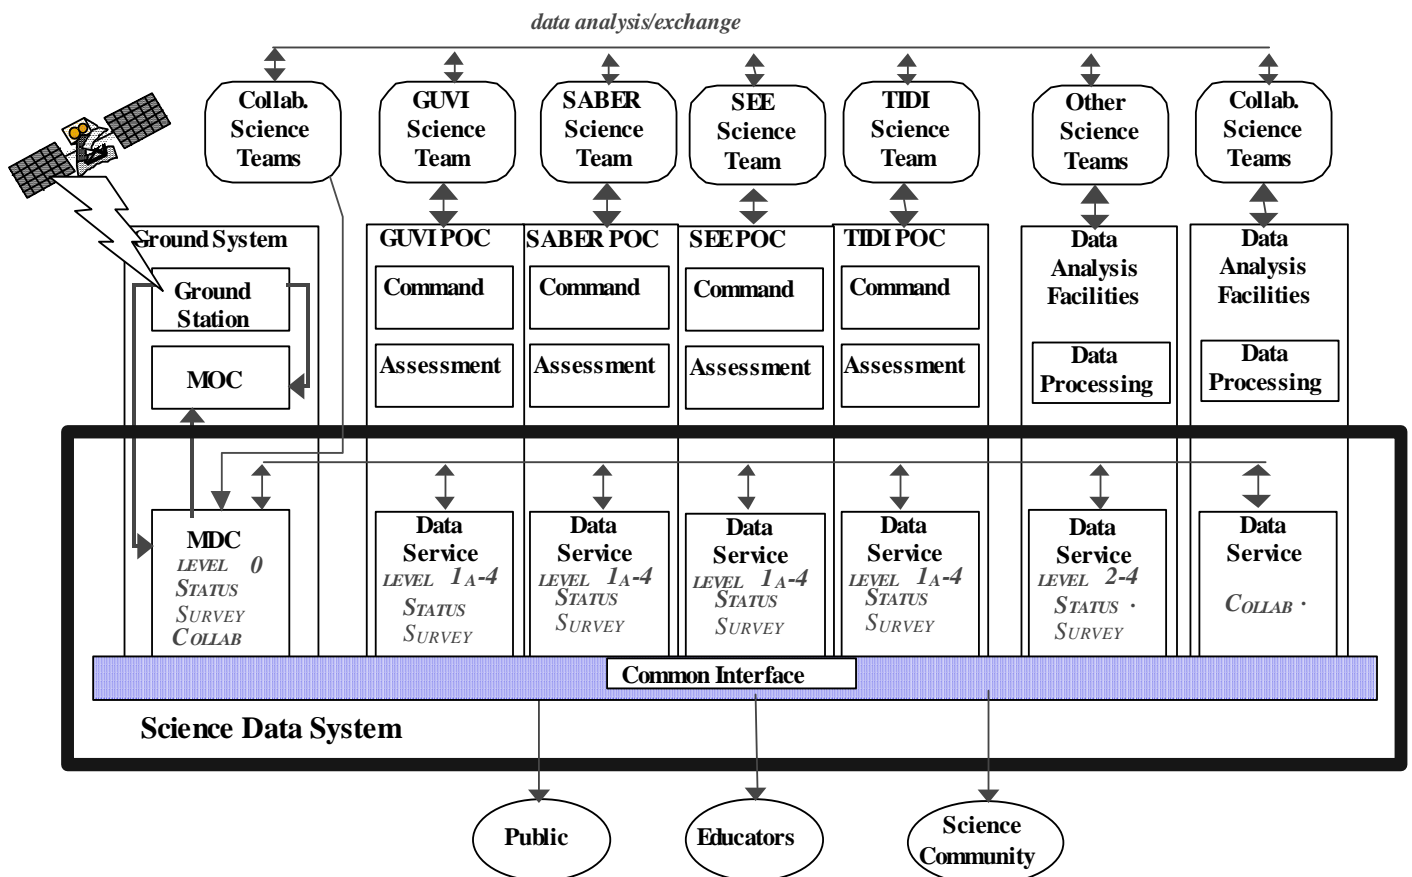 data analysis/exchange
Collab.
Science
Teams
GUVI
Science
Team
SABER
Science
Team
SEE
Science
Team
TIDI
Science
Team
Other
Science
Teams
Collab.
Science
Teams
Ground System
Ground
Station
MOC
GUVI POC
Command
Assessment
SABER POC
Command
Assessment
SEE POC
Command
Assessment
TIDI POC
Command
Assessment
Data
Analysis
Facilities
Data
Processing
Data
Analysis
Facilities
Data
Processing
MDC
LEVEL 0
STATUS
SURVEY
COLLAB
Data
Service
LEVEL 1A-4
STATUS
SURVEY
Data
Service
LEVEL 1A-4
STATUS
SURVEY
Data
Service
LEVEL 1A-4
STATUS
SURVEY
Data
Service
LEVEL 1A-4
STATUS
SURVEY
Data
Service
LEVEL 2-4
STATUS ·
SURVEY
Data
Service
COLLAB ·
Common Interface
Science Data System
Public
Educators
Science
Community